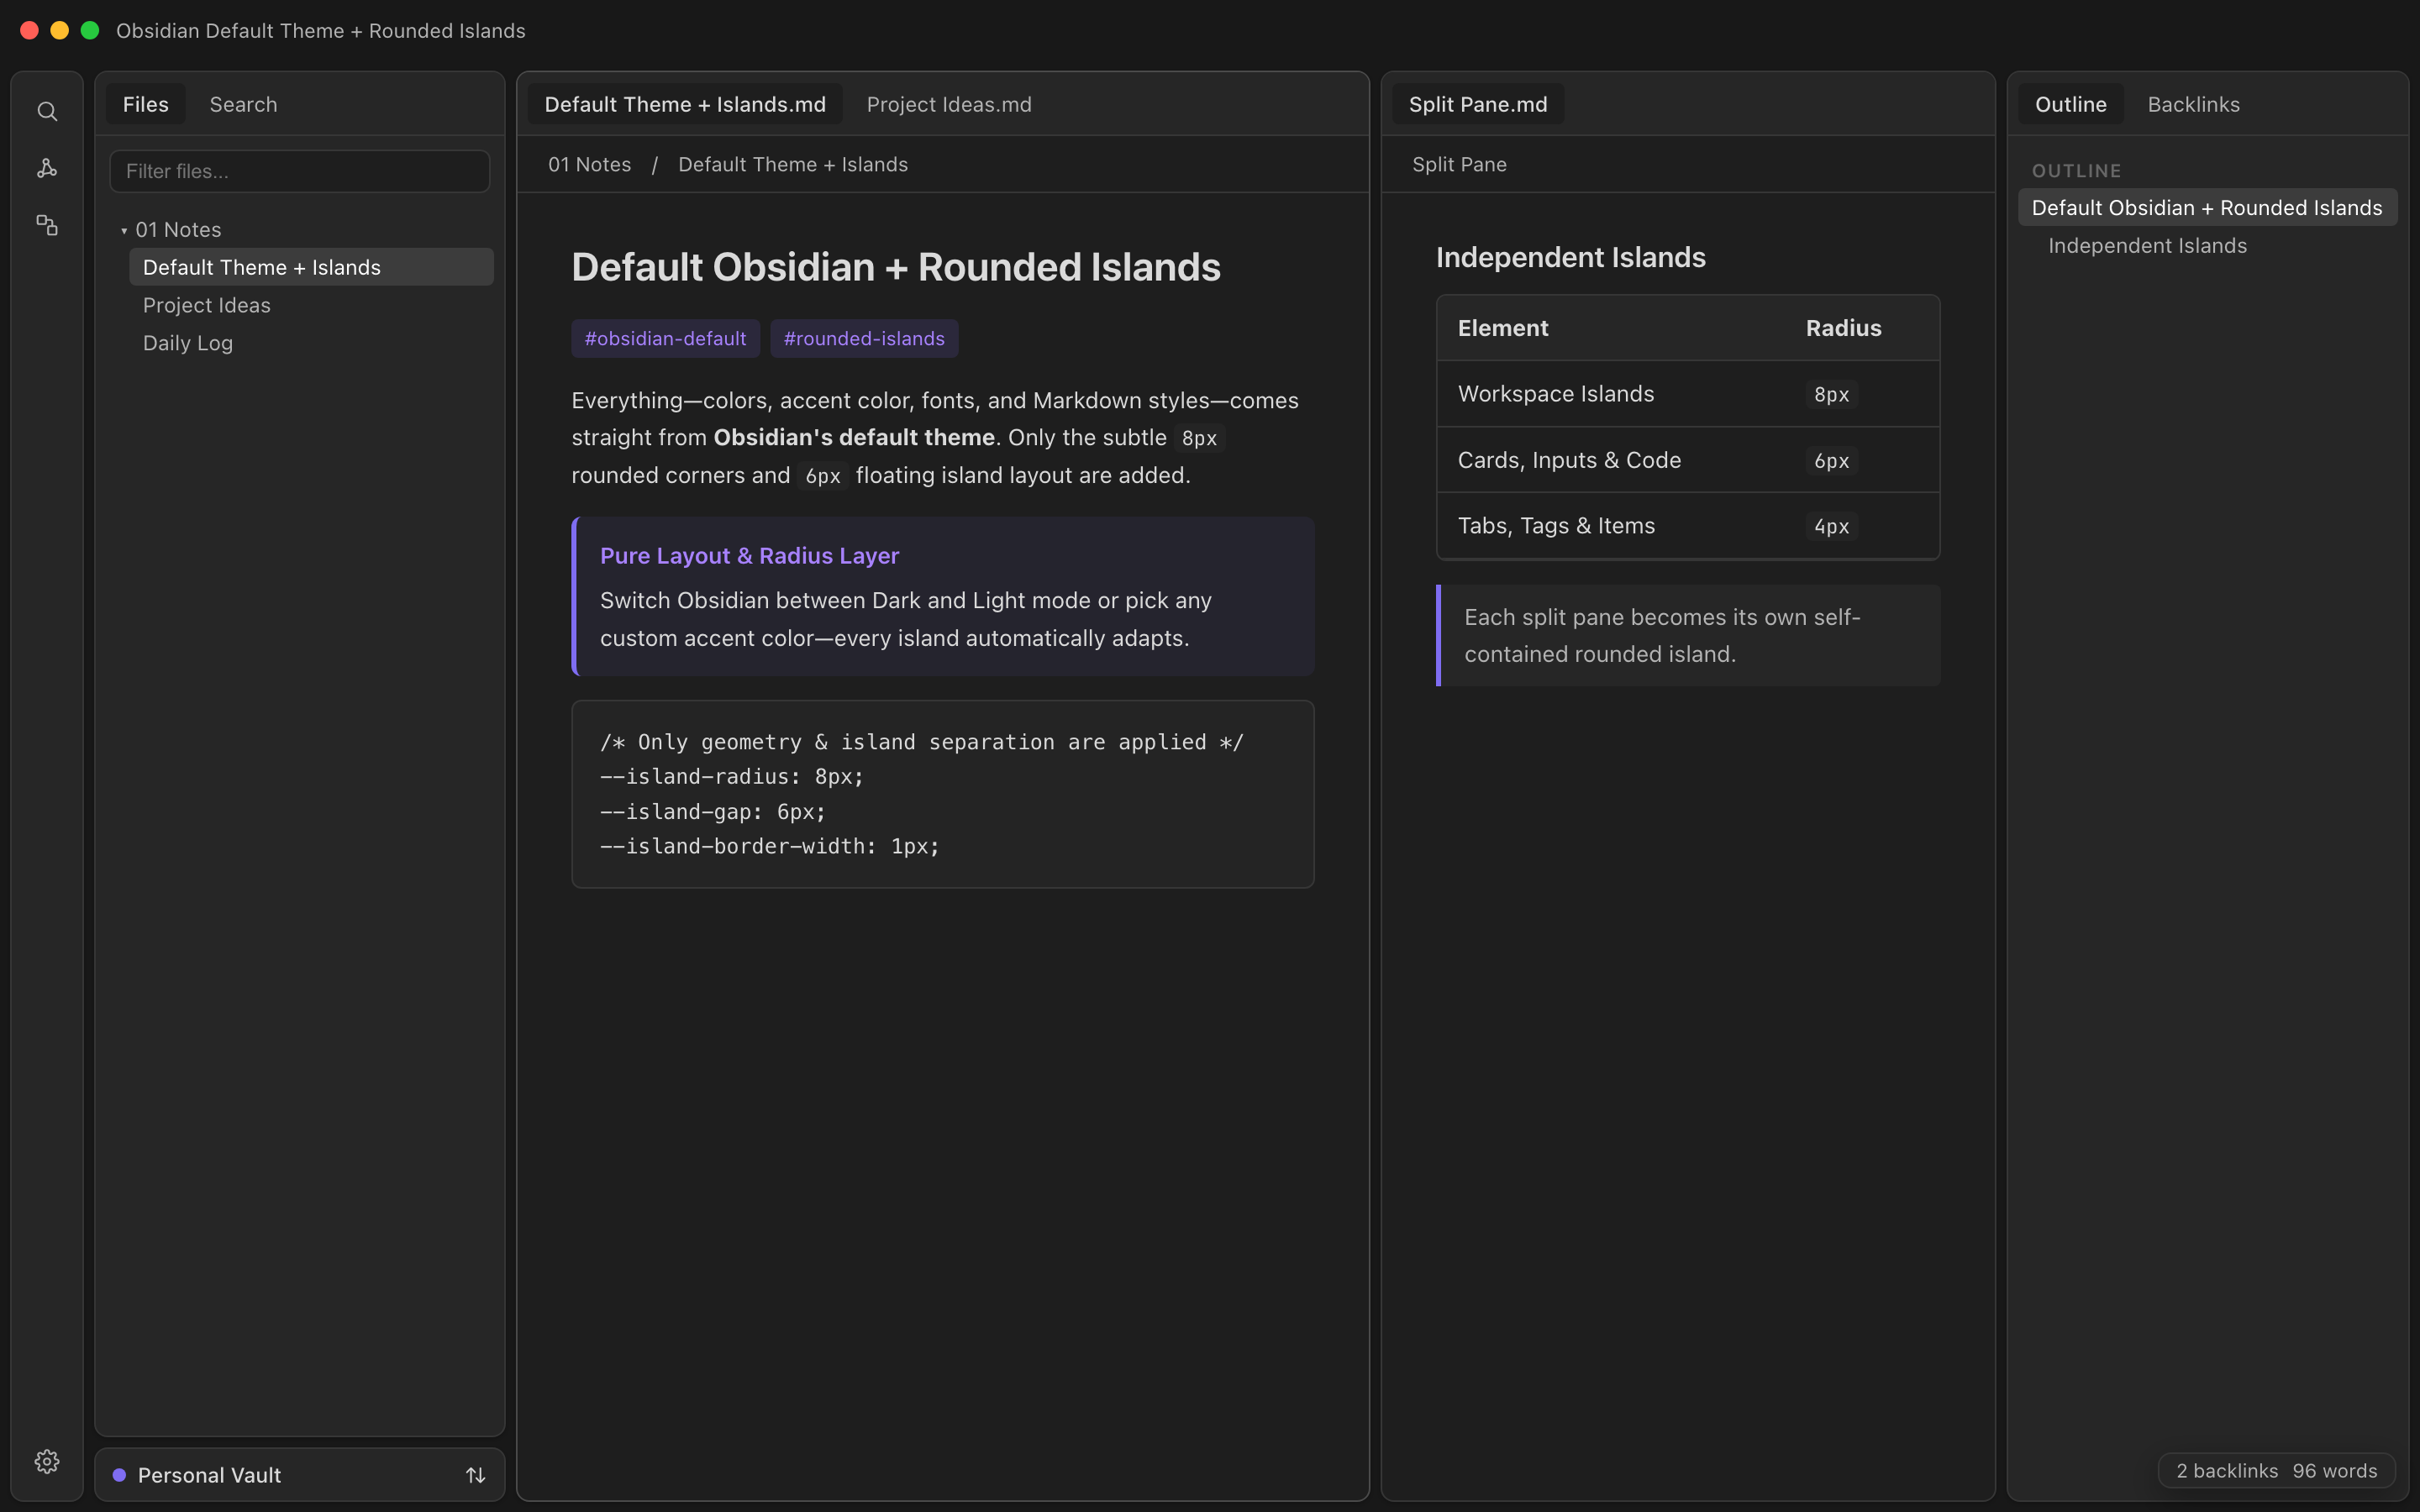 Obsidian Default Theme + Rounded Islands
Files
Search
Filter files...
01 Notes
Default Theme + Islands
Project Ideas
Daily Log
Personal Vault
Default Theme + Islands.md
Project Ideas.md
01 Notes / Default Theme + Islands
Default Obsidian + Rounded Islands
#obsidian-default #rounded-islands
Everything—colors, accent color, fonts, and Markdown styles—comes
straight from Obsidian's default theme. Only the subtle 8px
rounded corners and 6px floating island layout are added.
Pure Layout & Radius Layer
Switch Obsidian between Dark and Light mode or pick any
custom accent color—every island automatically adapts.
/* Only geometry & island separation are applied */
--island-radius: 8px;
--island-gap: 6px;
--island-border-width: 1px;
Split Pane.md
Split Pane
Independent Islands
Element Radius
Workspace Islands 8px
Cards, Inputs & Code 6px
Tabs, Tags & Items 4px
Each split pane becomes its own self-
contained rounded island.
Outline
Backlinks
OUTLINE
Default Obsidian + Rounded Islands
Independent Islands
2 backlinks 96 words